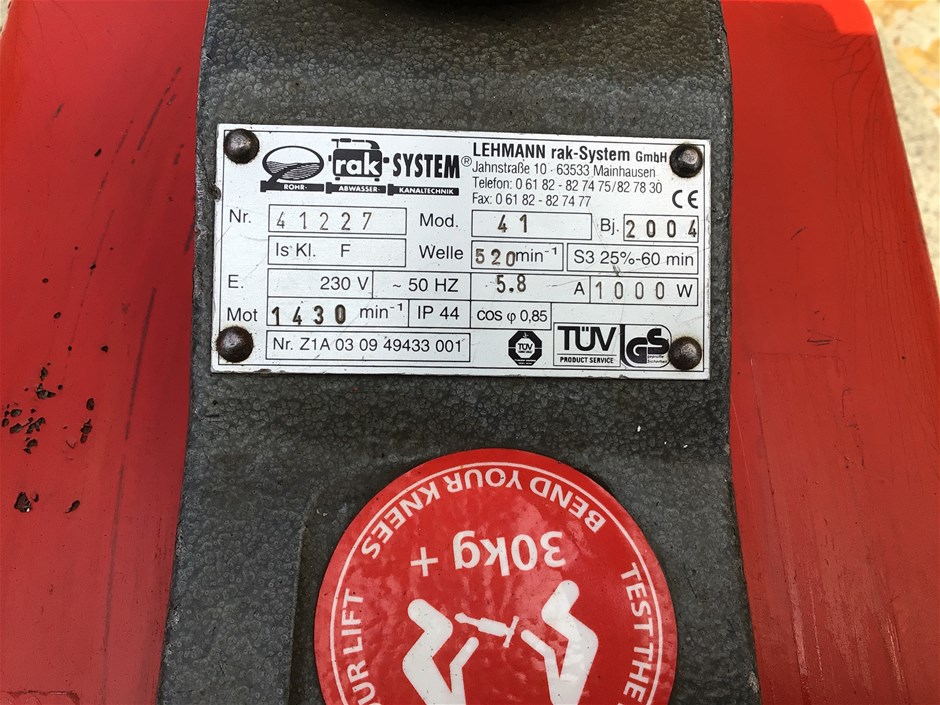 rak-SYSTEM®
ROHR- ABWASSER- KANALTECHNIK
LEHMANN rak-System GmbH
Jahnstraße 10 - 63533 Mainhausen
Telefon: 0 61 82 - 82 74 75/82 78 30
Fax: 0 61 82 - 82 74 77
CE
Nr. 41227 Mod. 41 Bj. 2004
Is Kl. F Welle 520 min⁻¹ S3 25%-60 min
E. 230 V ~ 50 HZ 5.8 A 1000 W
Mot 1430 min⁻¹ IP 44 cos φ 0,85
Nr. Z1A 03 09 49433 001
TÜV
TÜV
PRODUCT SERVICE
GS
BEND YOUR KNEES
30kg +
TEST THE
LIFT